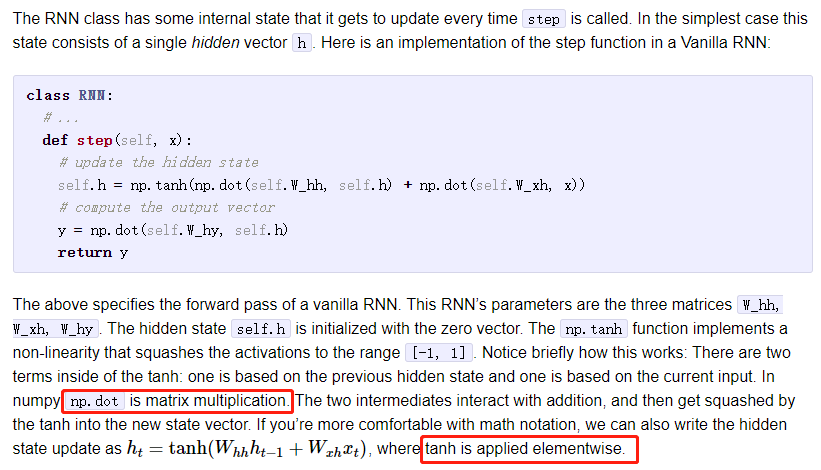 The RNN class has some internal state that it gets to update every time step is called. In the simplest case this
state consists of a single hidden vector h . Here is an implementation of the step function in a Vanilla RNN:
class RNN:
# ...
def step(self, x):
# update the hidden state
self.h = np.tanh(np.dot(self.W_hh, self.h) + np.dot(self.W_xh, x))
# compute the output vector
y = np.dot(self.W_hy, self.h)
return y
The above specifies the forward pass of a vanilla RNN. This RNN's parameters are the three matrices W_hh,
W_xh, W_hy . The hidden state self.h is initialized with the zero vector. The np.tanh function implements a
non-linearity that squashes the activations to the range [-1, 1] . Notice briefly how this works: There are two
terms inside of the tanh: one is based on the previous hidden state and one is based on the current input. In
numpy np.dot is matrix multiplication. The two intermediates interact with addition, and then get squashed by
the tanh into the new state vector. If you're more comfortable with math notation, we can also write the hidden
state update as hₜ = tanh(Wₕₕhₜ₋₁ + Wₓₕxₜ), where tanh is applied elementwise.